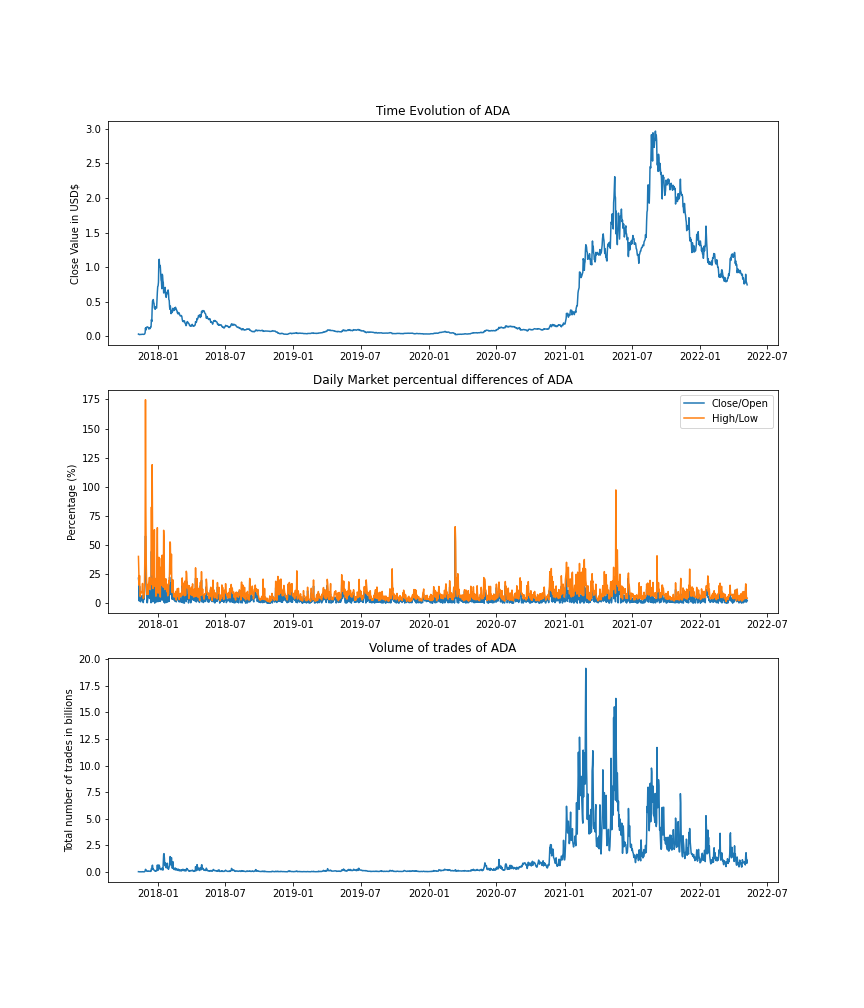 Time Evolution of ADA
Close Value in USD$
3.0
2.5
2.0
1.5
1.0
0.5
0.0
2018-01 2018-07 2019-01 2019-07 2020-01 2020-07 2021-01 2021-07 2022-01 2022-07
Daily Market percentual differences of ADA
Percentage (%)
175
150
125
100
75
50
25
0
Close/Open
High/Low
2018-01 2018-07 2019-01 2019-07 2020-01 2020-07 2021-01 2021-07 2022-01 2022-07
Volume of trades of ADA
Total number of trades in billions
20.0
17.5
15.0
12.5
10.0
7.5
5.0
2.5
0.0
2018-01 2018-07 2019-01 2019-07 2020-01 2020-07 2021-01 2021-07 2022-01 2022-07